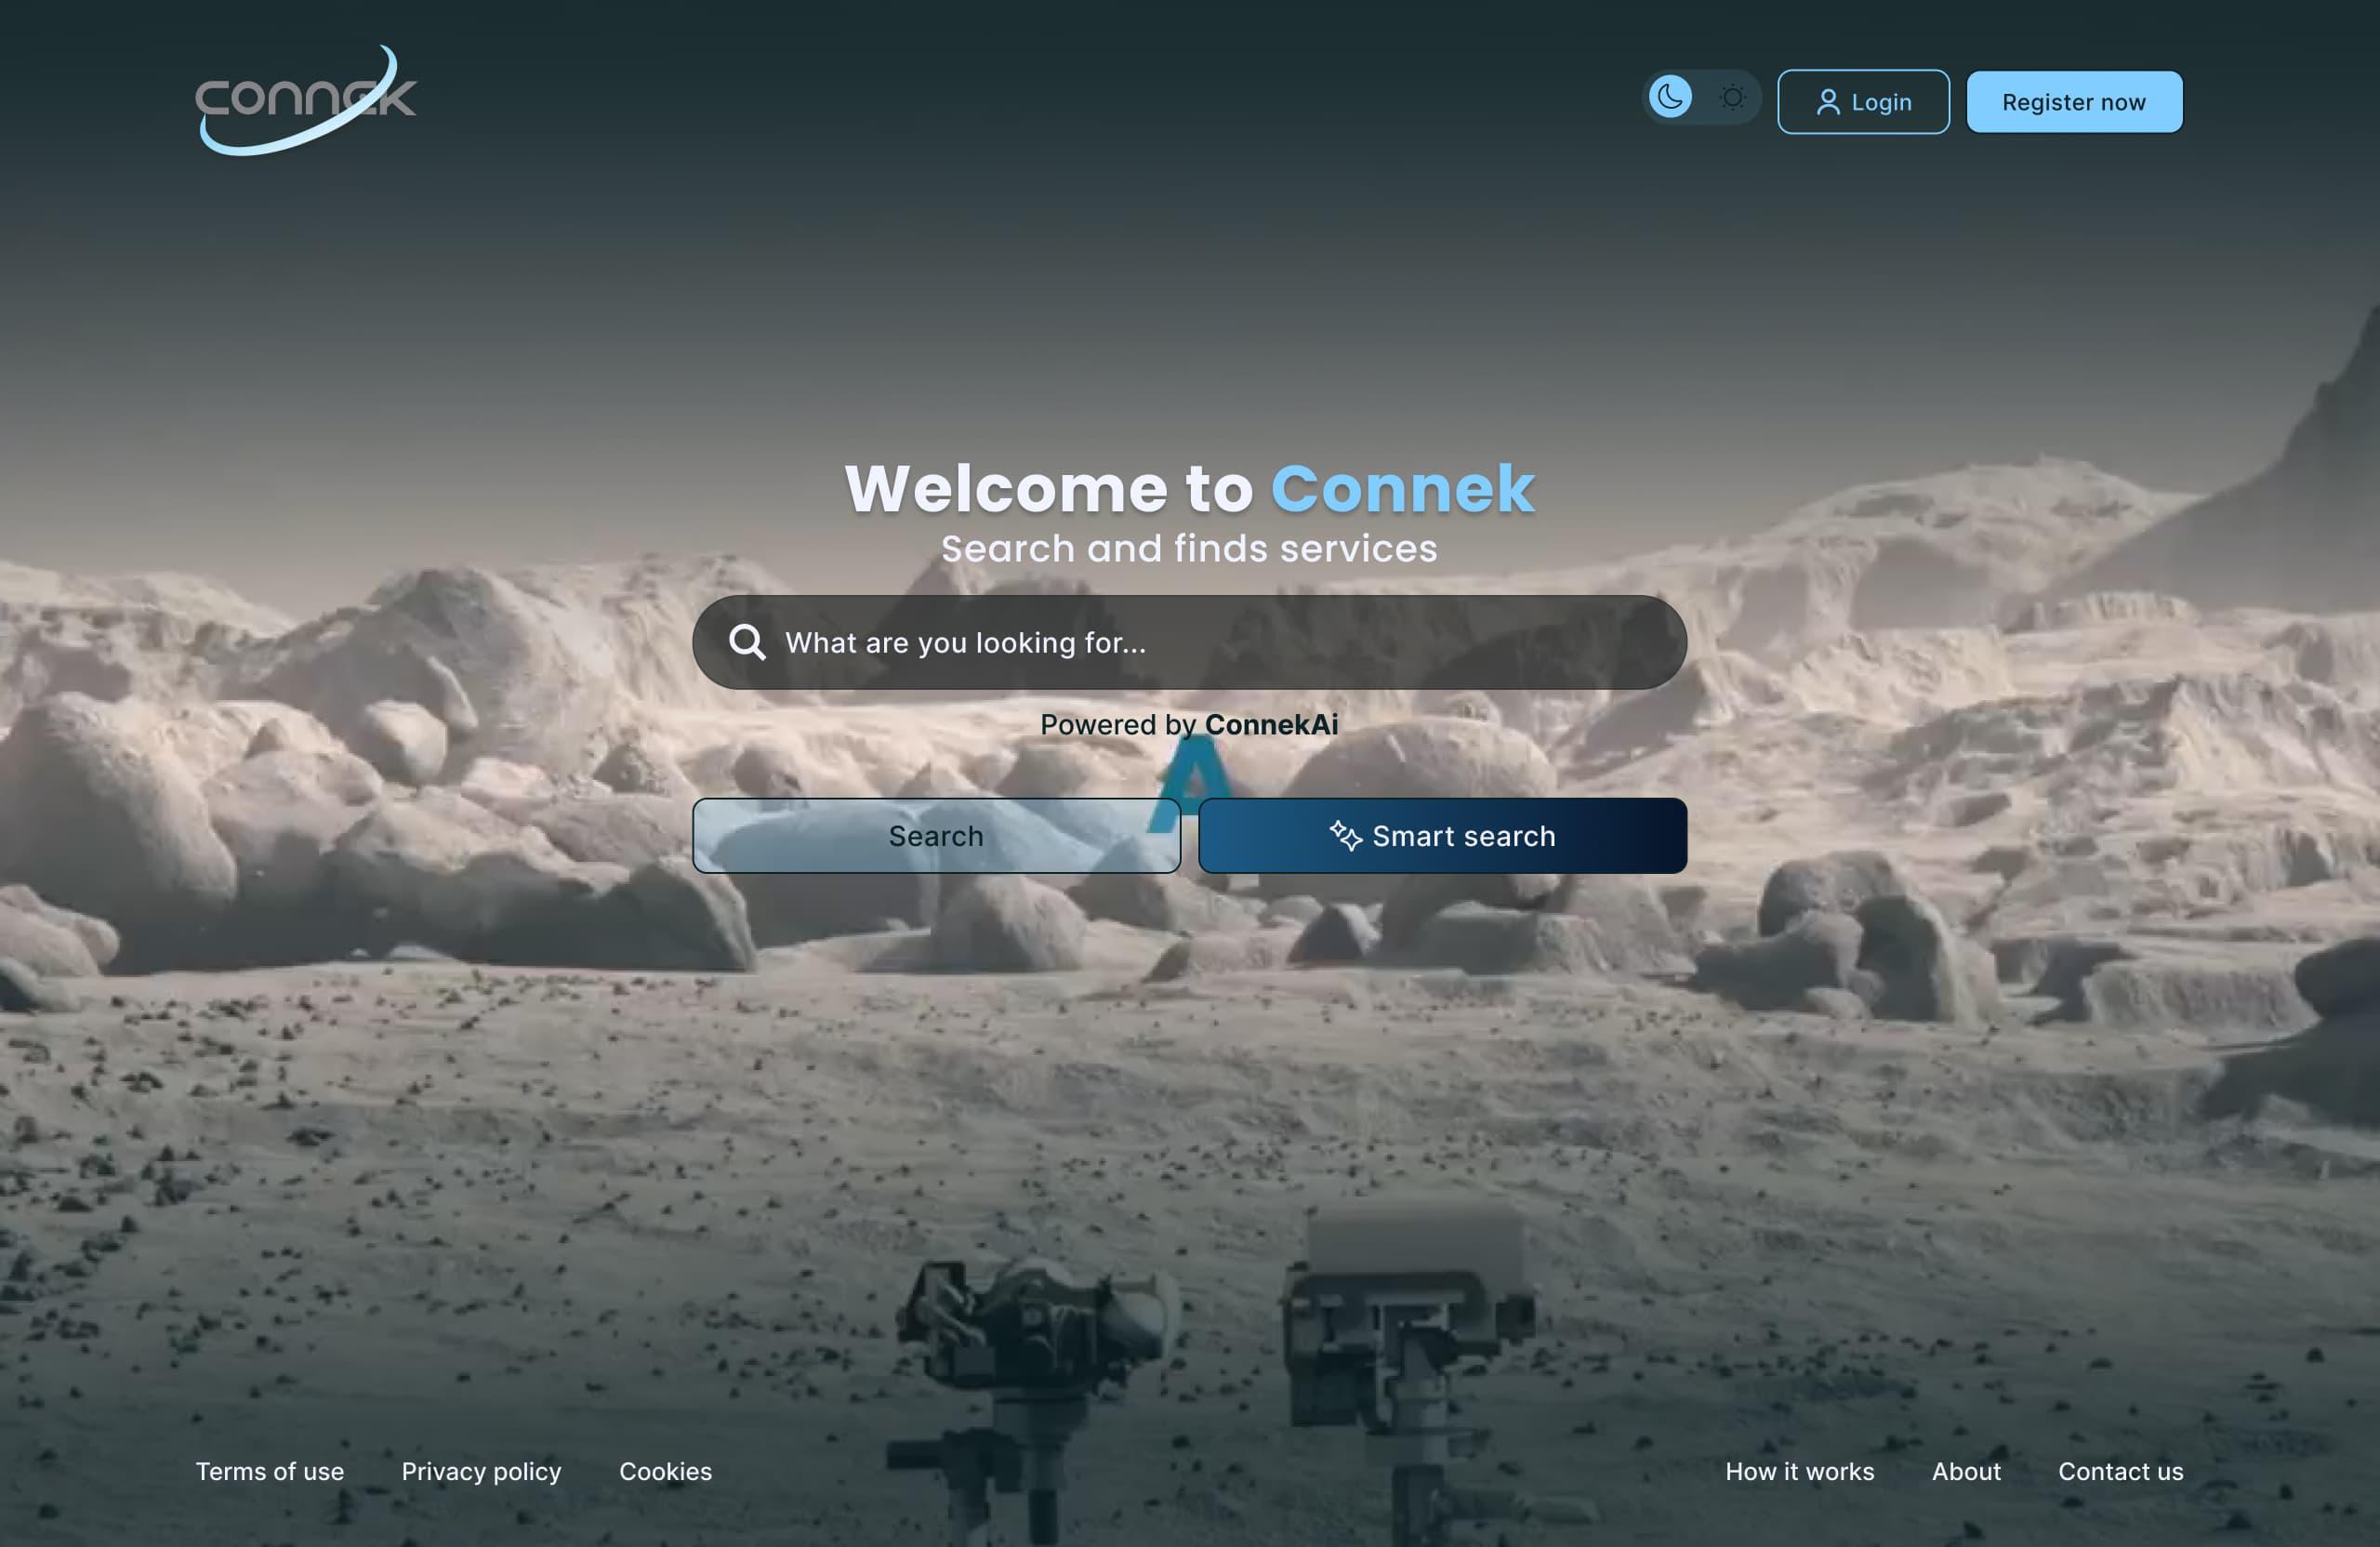 connek
Login
Register now
Welcome to Connek
Search and finds services
What are you looking for...
Powered by ConnekAi
A
Search
Smart search
Terms of use
Privacy policy
Cookies
How it works
About
Contact us